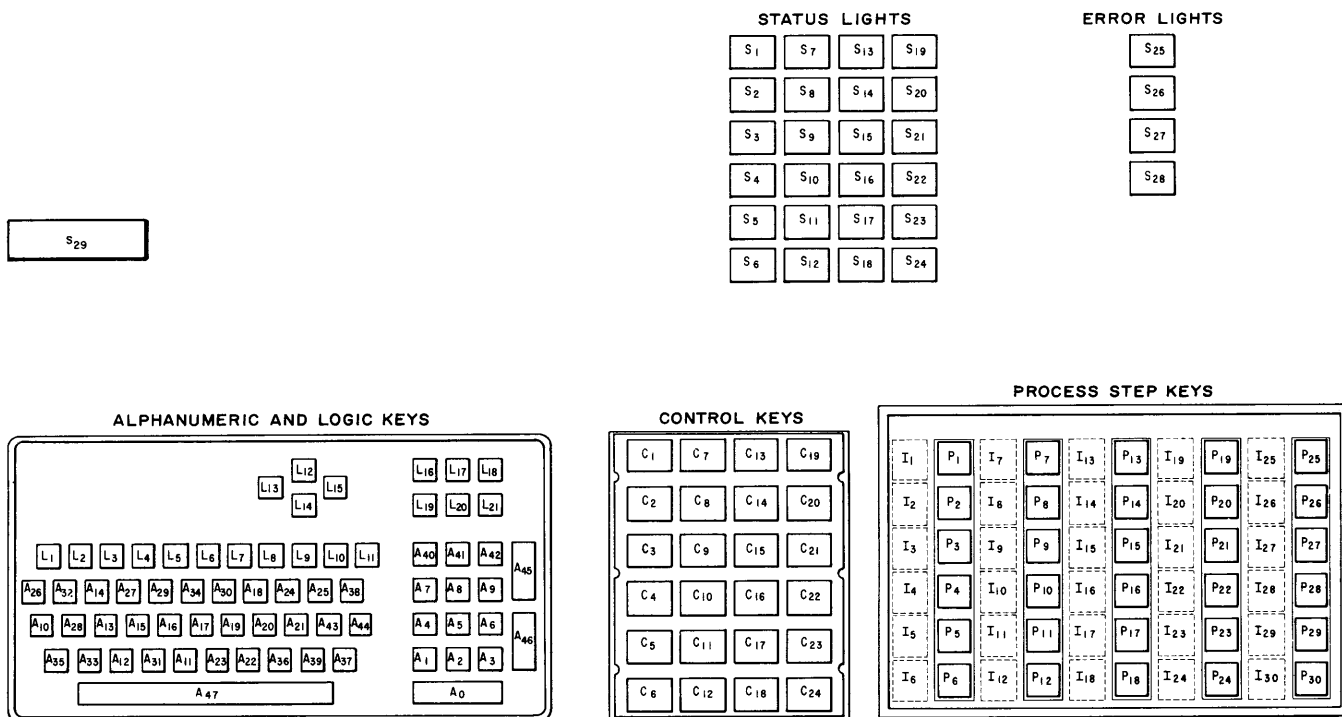 STATUS LIGHTS ERROR LIGHTS
S1 S7 S13 S19 S25
S2 S8 S14 S20 S26
S3 S9 S15 S21 S27
S4 S10 S16 S22 S28
S5 S11 S17 S23
S29
S6 S12 S18 S24
PROCESS STEP KEYS
ALPHANUMERIC AND LOGIC KEYS CONTROL KEYS
L12 L16 L17 L18
L13 L15
L14 L19 L20 L21
L1 L2 L3 L4 L5 L6 L7 L8 L9 L10 L11 A40 A41 A42 A45
A26 A32 A14 A27 A29 A34 A30 A18 A24 A25 A38 A7 A8 A9
A10 A28 A13 A15 A16 A17 A19 A20 A21 A43 A44 A4 A5 A6 A46
A35 A33 A12 A31 A11 A23 A22 A36 A39 A37 A1 A2 A3
A47 A0
C1 C7 C13 C19
C2 C8 C14 C20
C3 C9 C15 C21
C4 C10 C16 C22
C5 C11 C17 C23
C6 C12 C18 C24
I1 P1 I7 P7 I13 P13 I19 P19 I25 P25
I2 P2 I8 P8 I14 P14 I20 P20 I26 P26
I3 P3 I9 P9 I15 P15 I21 P21 I27 P27
I4 P4 I10 P10 I16 P16 I22 P22 I28 P28
I5 P5 I11 P11 I17 P17 I23 P23 I29 P29
I6 P6 I12 P12 I18 P18 I24 P24 I30 P30